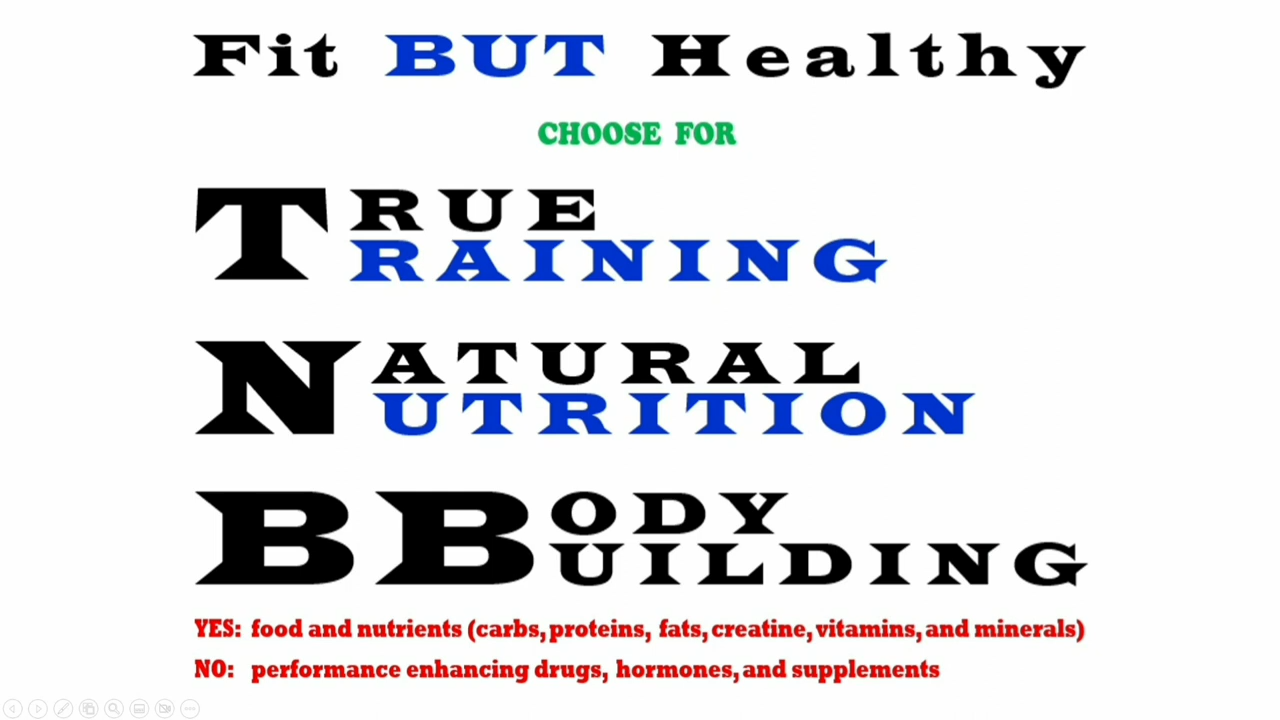 Fit BUT Healthy
CHOOSE FOR
TRUE
TRAINING
NATURAL
NUTRITION
BODY
BUILDING
YES: food and nutrients (carbs, proteins, fats, creatine, vitamins, and minerals)
NO: performance enhancing drugs, hormones, and supplements